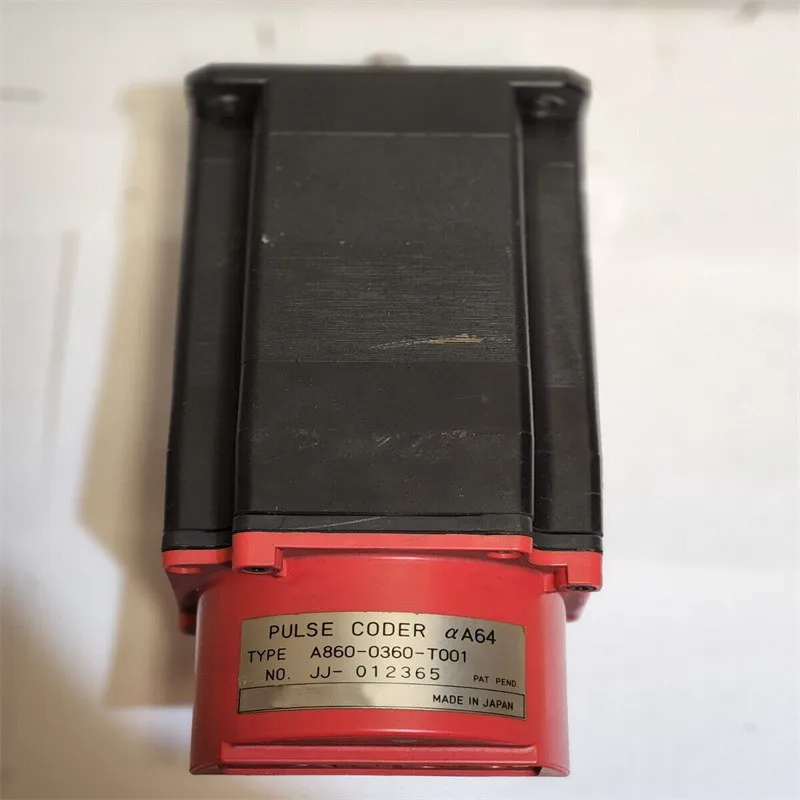 PULSE CODER αA64
TYPE A860-0360-T001
NO. JJ- 012365 PAT PEND
MADE IN JAPAN